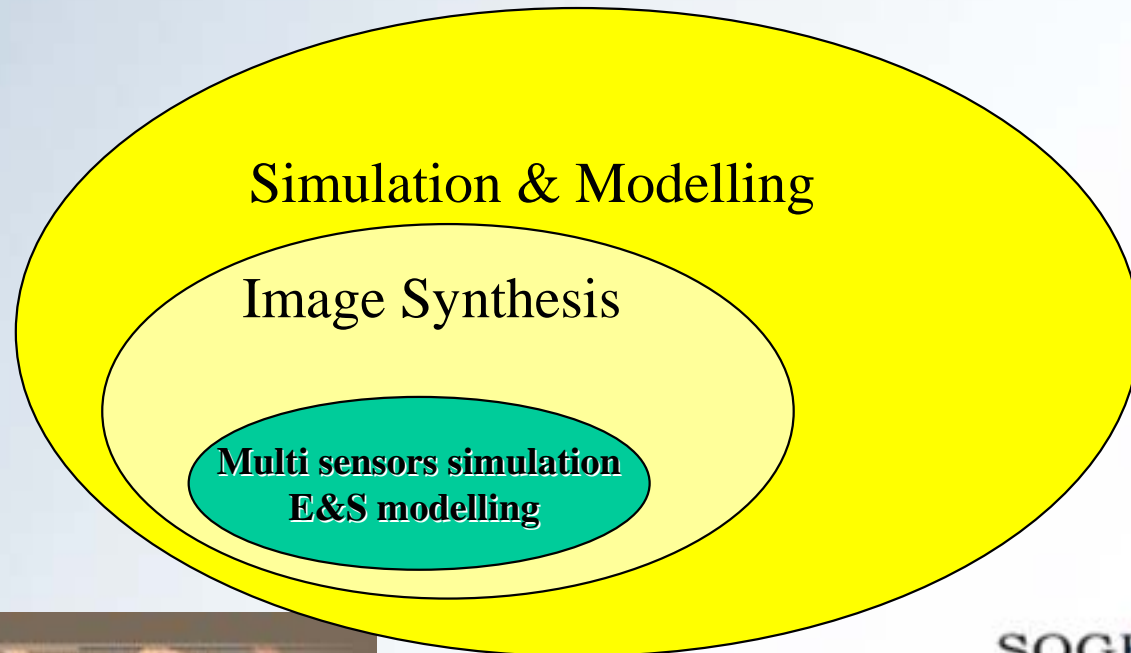 Simulation & Modelling
Image Synthesis
Multi sensors simulation
E&S modelling